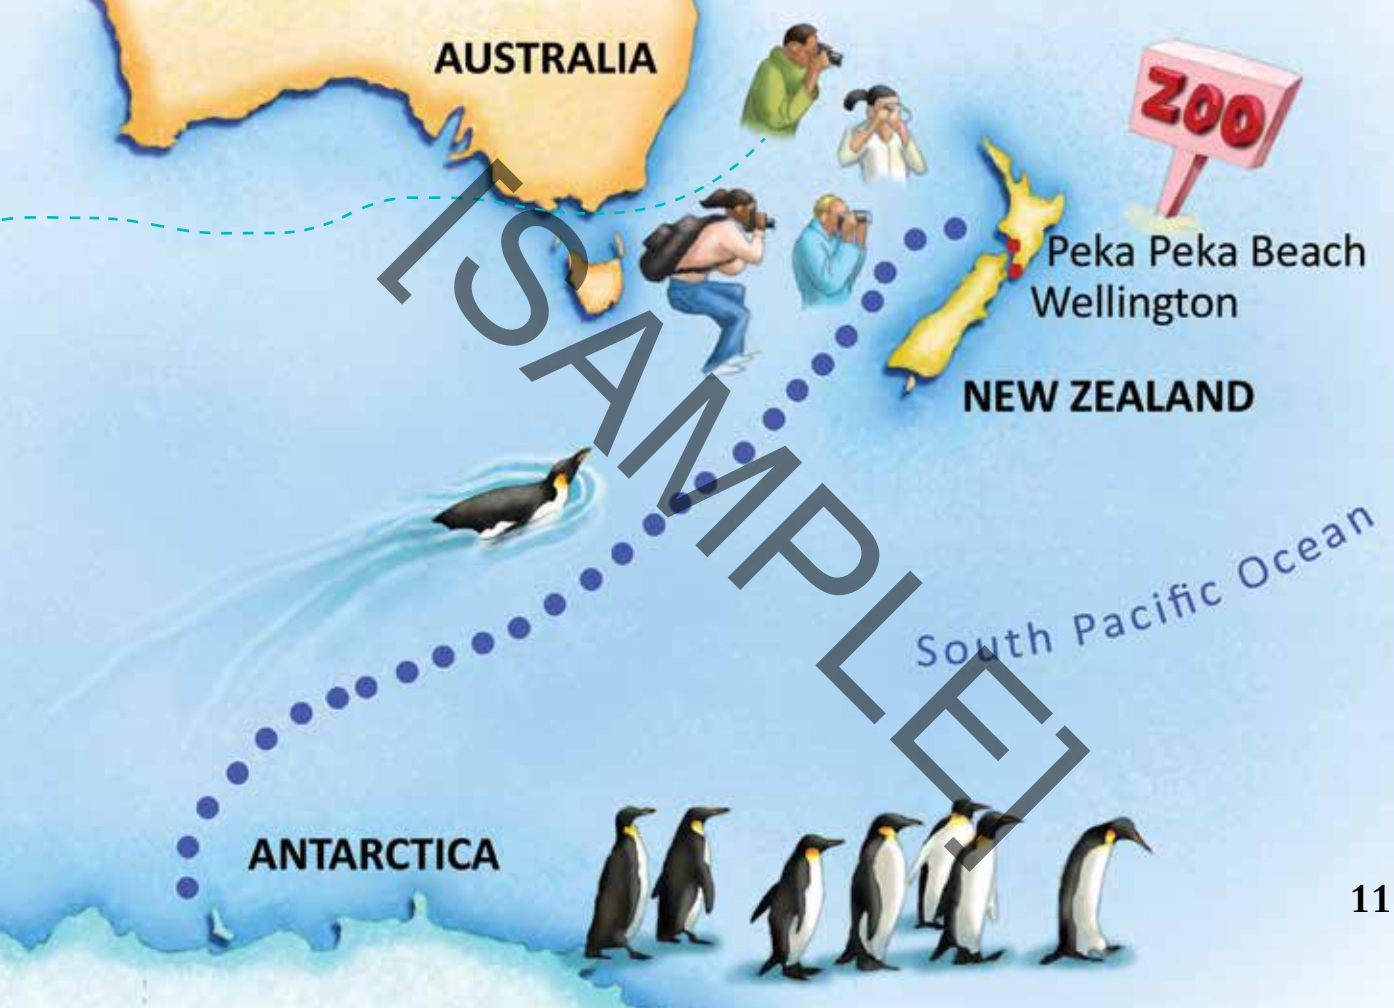 AUSTRALIA
ZOO
Peka Peka Beach
Wellington
NEW ZEALAND
[SAMPLE]
South Pacific Ocean
ANTARCTICA
11